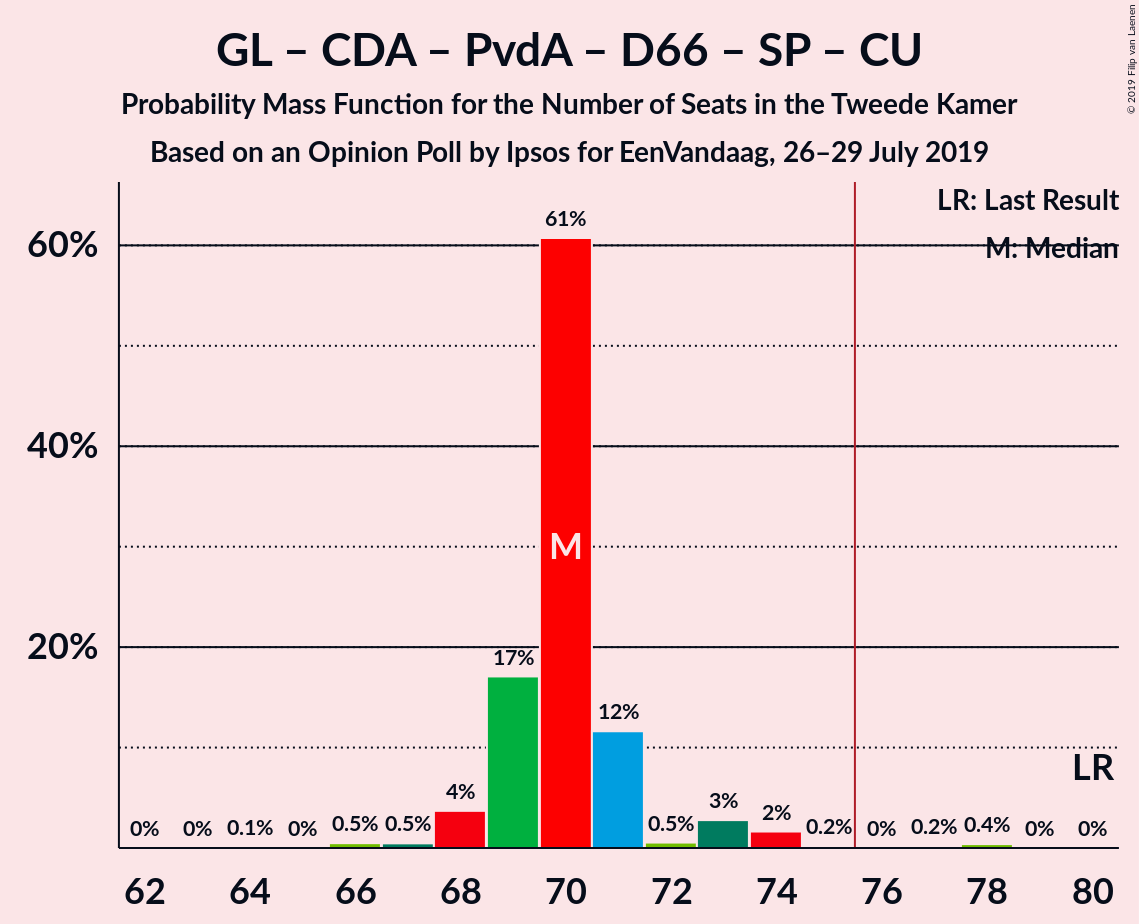 GL – CDA – PvdA – D66 – SP – CU
Probability Mass Function for the Number of Seats in the Tweede Kamer
Based on an Opinion Poll by Ipsos for EenVandaag, 26–29 July 2019
© 2019 Filip van Laenen
LR: Last Result
M: Median
60%
40%
20%
0% 0% 0.1% 0% 0.5% 0.5% 4% 17% 61% 12% 0.5% 3% 2% 0.2% 0% 0.2% 0.4% 0% 0%
M
LR
62 64 66 68 70 72 74 76 78 80